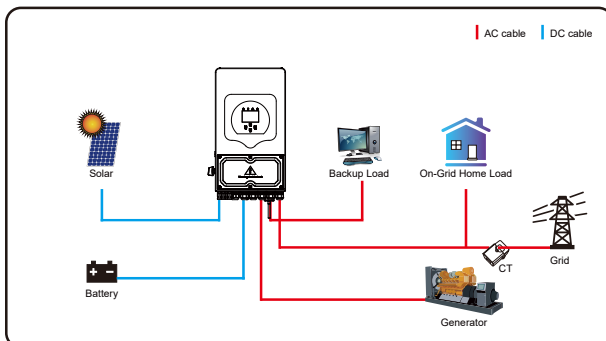 AC cable
DC cable
Solar
Backup Load
On-Grid Home Load
CT
Grid
Battery
Generator